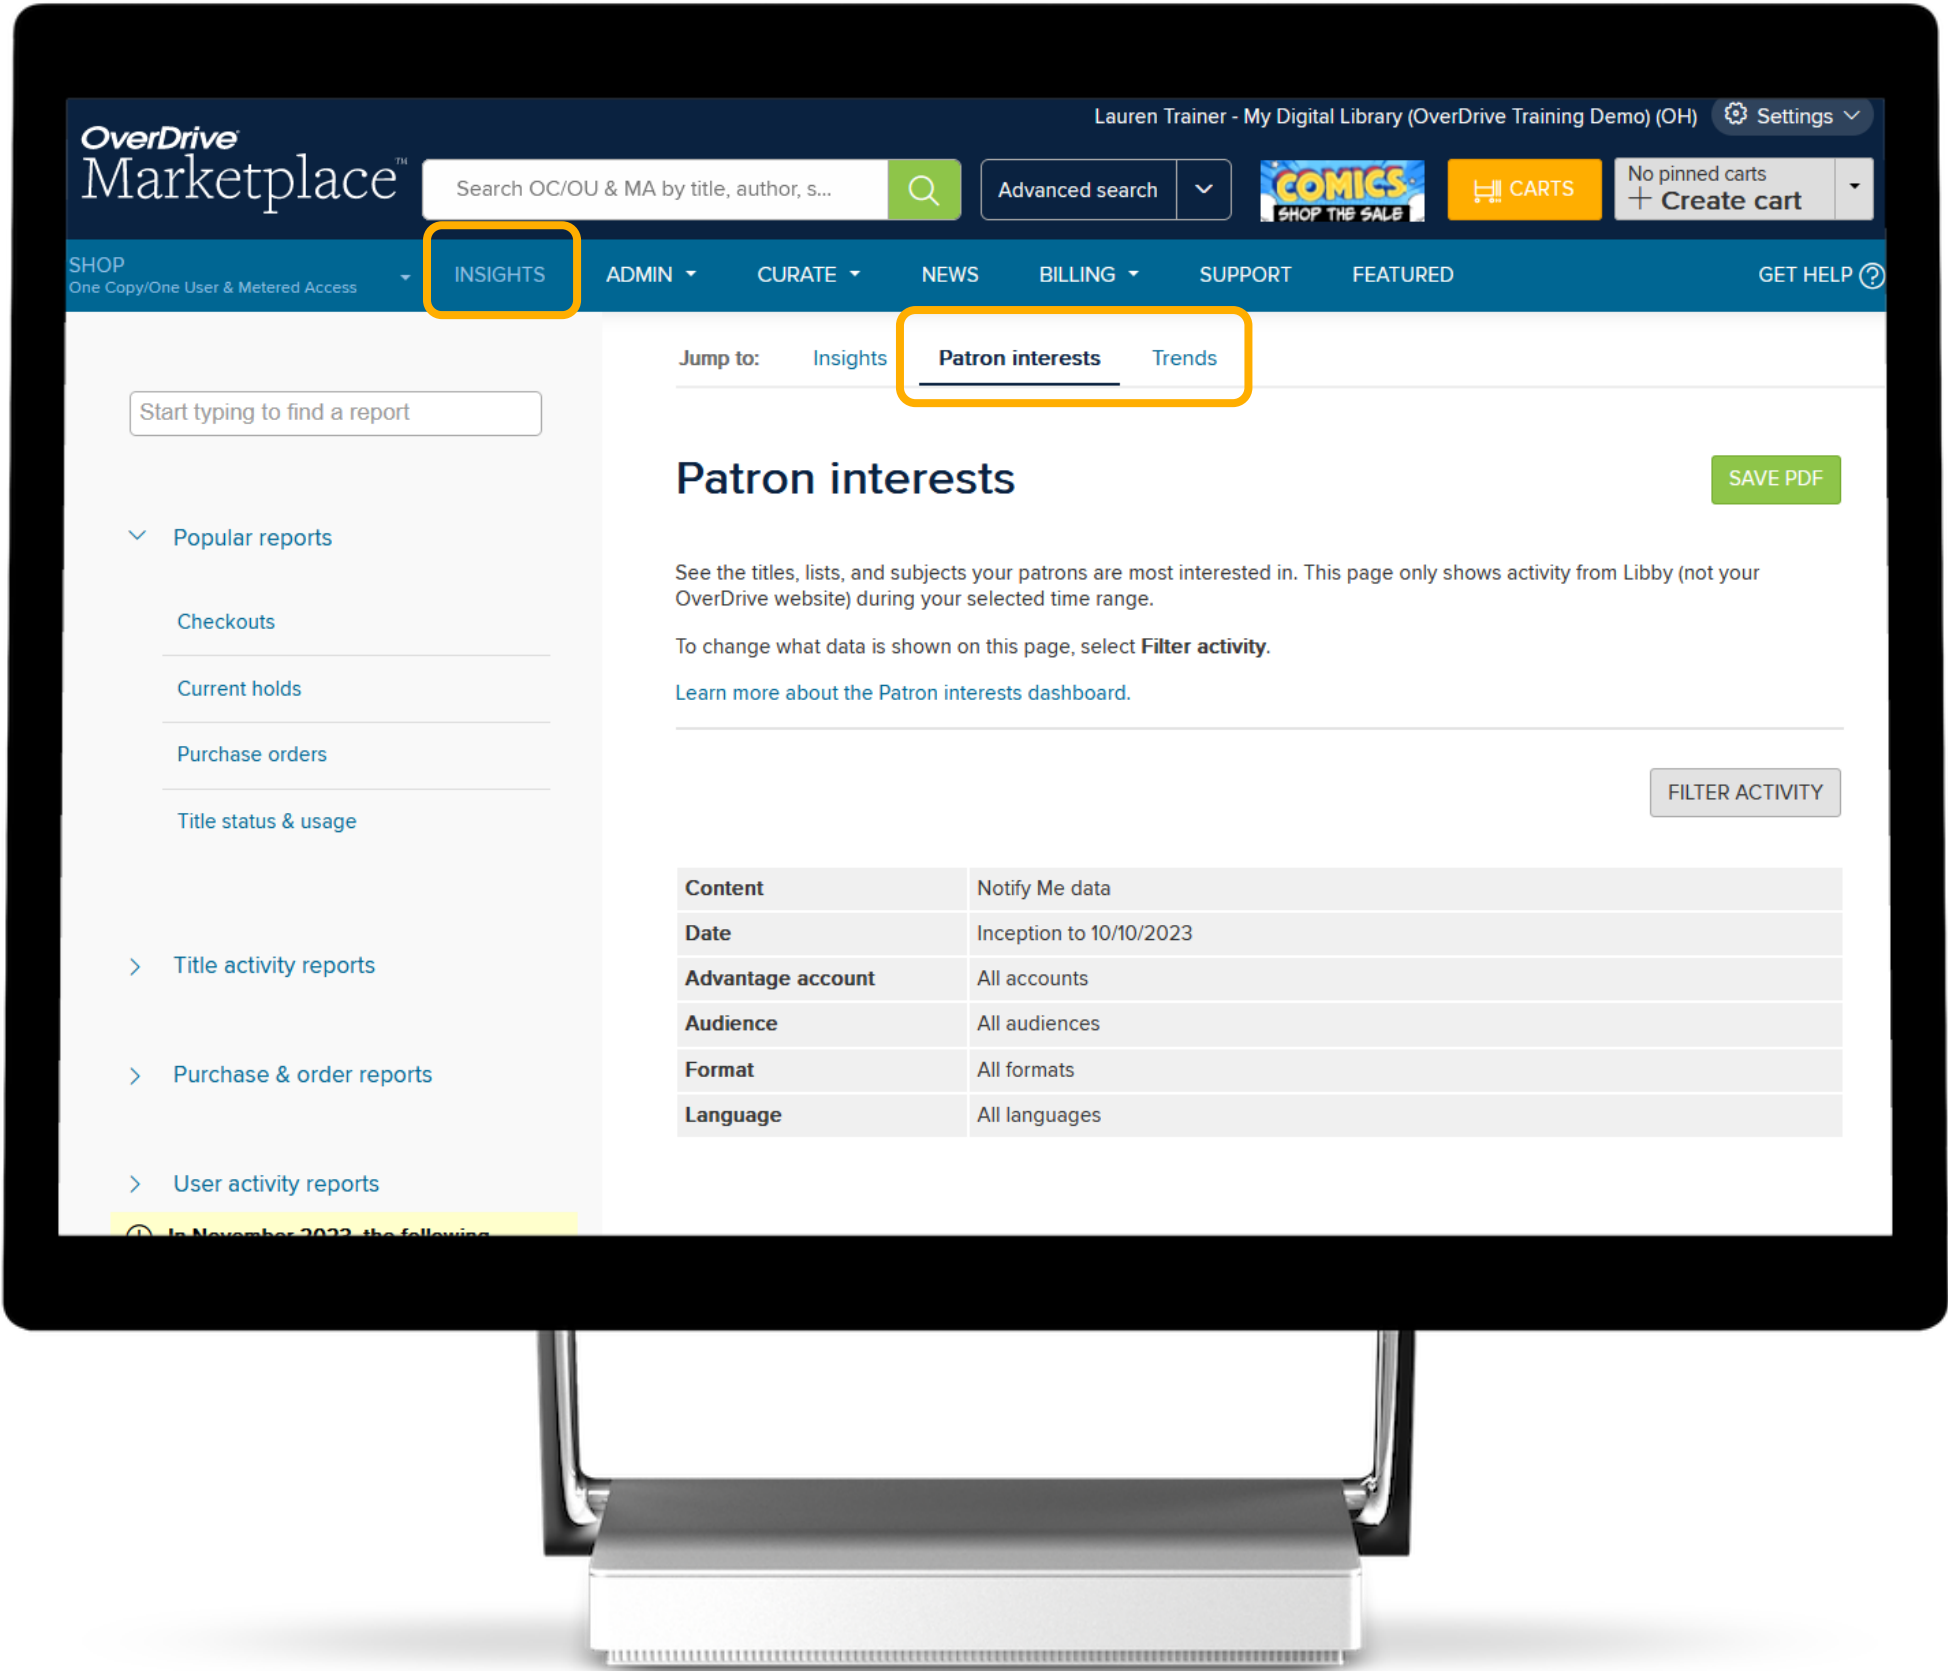 Lauren Trainer - My Digital Library (OverDrive Training Demo) (OH)
Settings
OverDrive
Marketplace™
Search OC/OU & MA by title, author, s...
Advanced search
COMICS
SHOP THE SALE
CARTS
No pinned carts
+ Create cart
SHOP
One Copy/One User & Metered Access
INSIGHTS
ADMIN
CURATE
NEWS
BILLING
SUPPORT
FEATURED
GET HELP ?
Jump to:
Insights
Patron interests
Trends
Start typing to find a report
Popular reports
Checkouts
Current holds
Purchase orders
Title status & usage
Title activity reports
Purchase & order reports
User activity reports
In November 2023, the following
Patron interests
SAVE PDF
See the titles, lists, and subjects your patrons are most interested in. This page only shows activity from Libby (not your
OverDrive website) during your selected time range.
To change what data is shown on this page, select Filter activity.
Learn more about the Patron interests dashboard.
FILTER ACTIVITY
Content Notify Me data
Date Inception to 10/10/2023
Advantage account All accounts
Audience All audiences
Format All formats
Language All languages